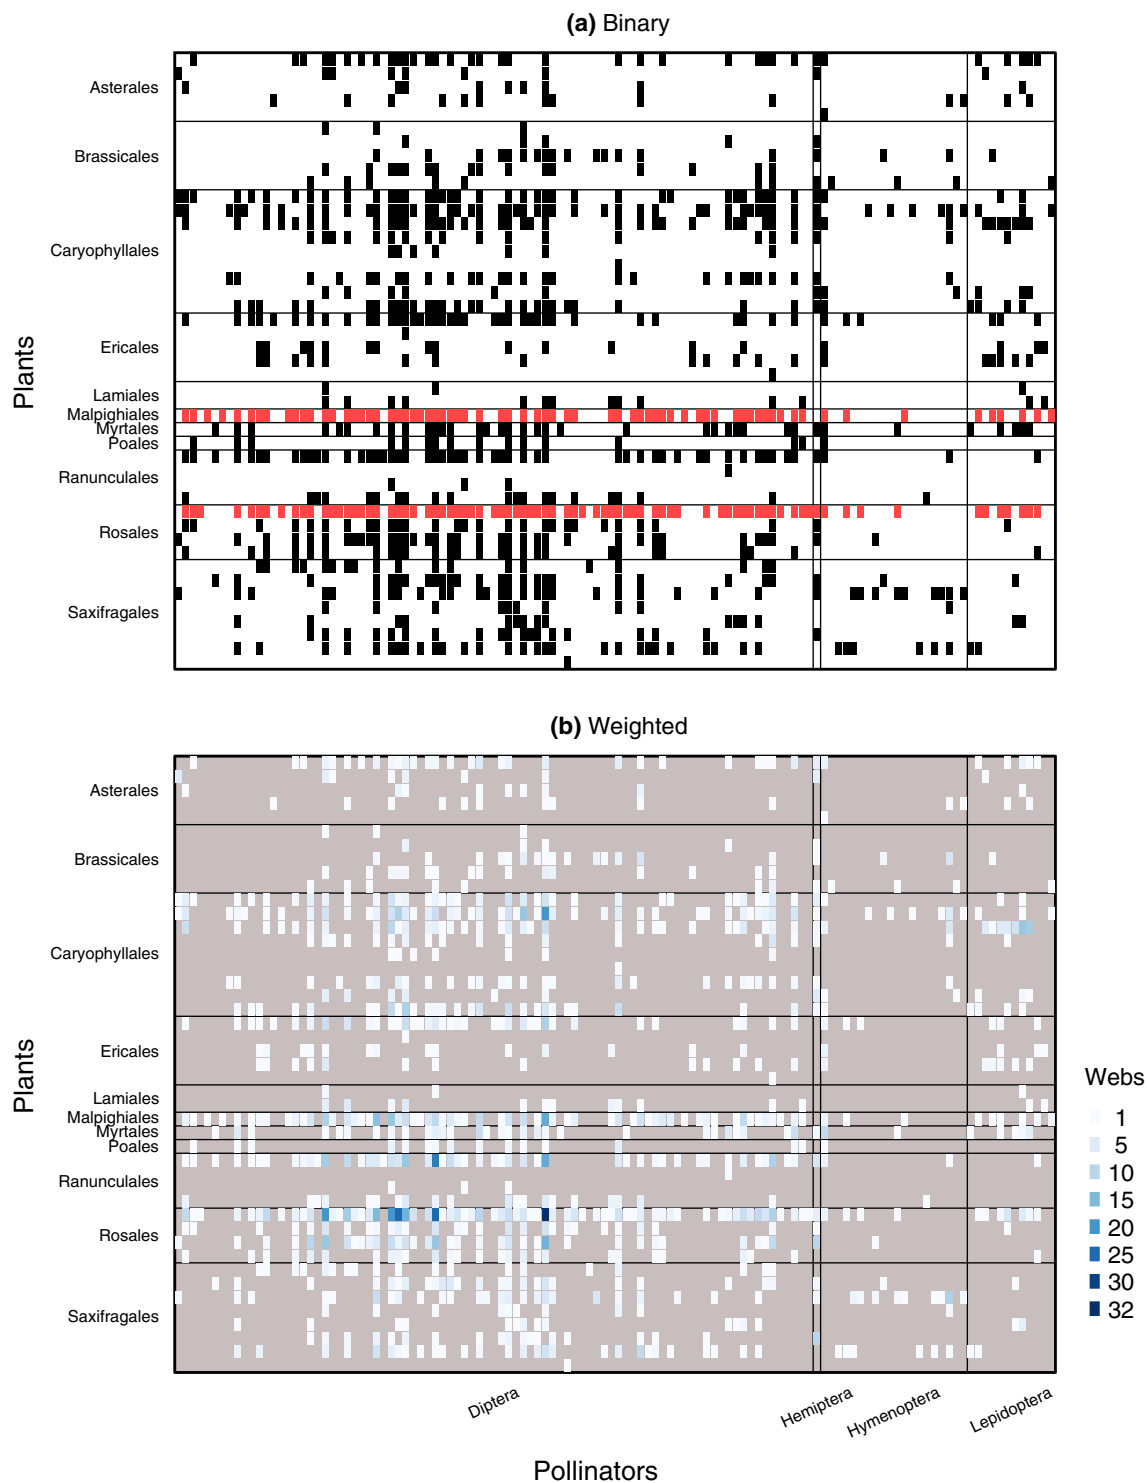 (a) Binary
Plants
Asterales
Brassicales
Caryophyllales
Ericales
Lamiales
Malpighiales
Myrtales
Poales
Ranunculales
Rosales
Saxifragales
(b) Weighted
Plants
Asterales
Brassicales
Caryophyllales
Ericales
Lamiales
Malpighiales
Myrtales
Poales
Ranunculales
Rosales
Saxifragales
Webs
1
5
10
15
20
25
30
32
Diptera
Hemiptera
Hymenoptera
Lepidoptera
Pollinators